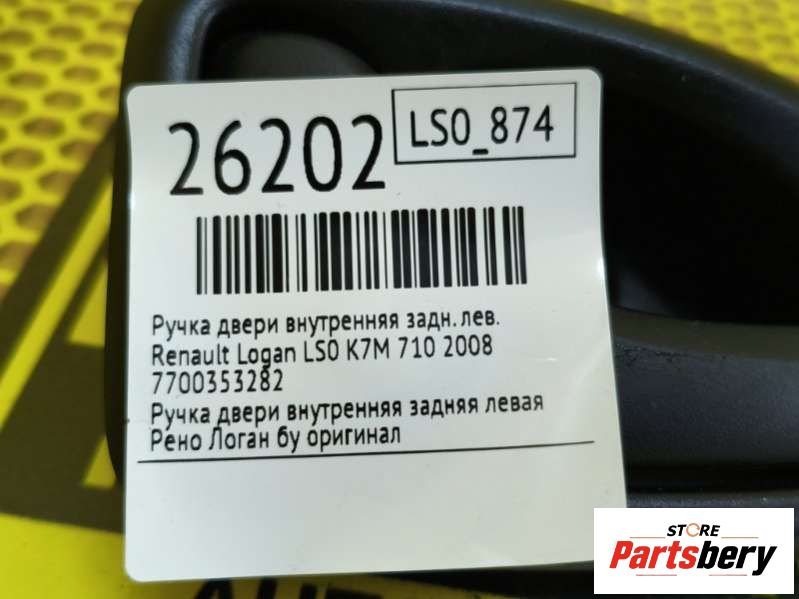 26202
LS0_874
Ручка двери внутренняя задн.лев.
Renault Logan LS0 K7M 710 2008
7700353282
Ручка двери внутренняя задняя левая
Рено Логан бу оригинал
STORE
Partsbery